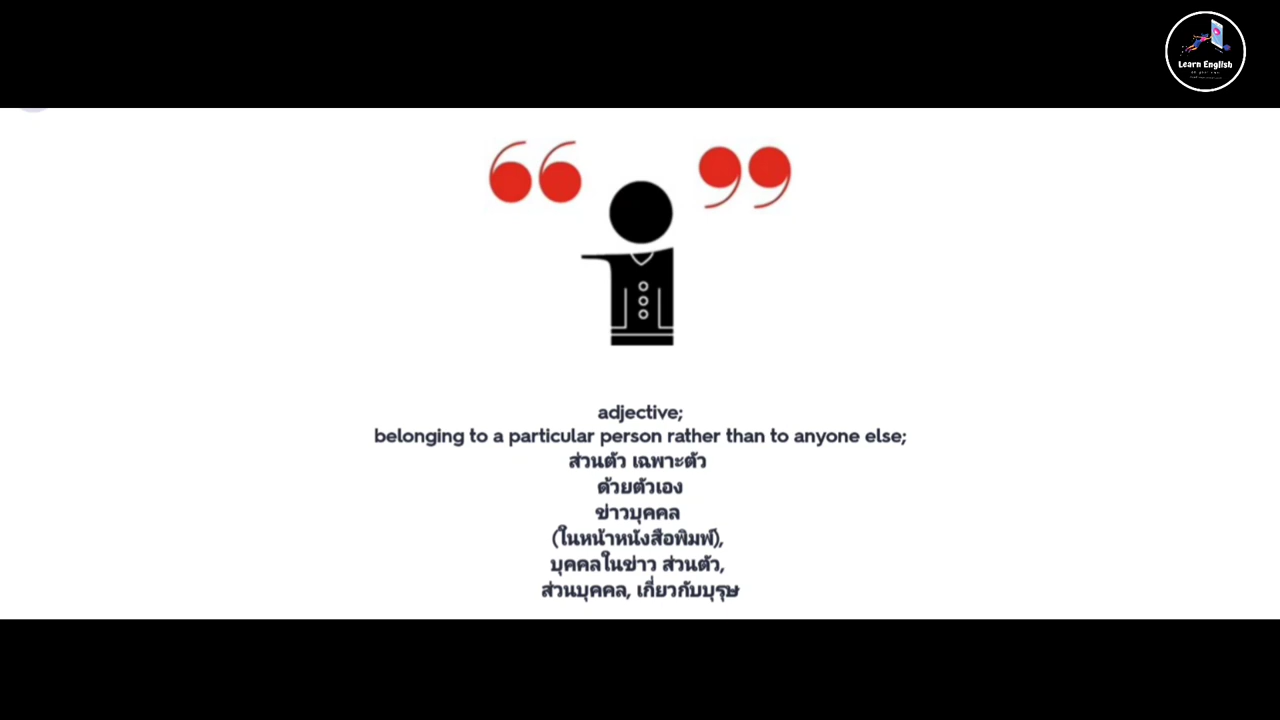 Learn English
“ ”
adjective;
belonging to a particular person rather than to anyone else;
ส่วนตัว เฉพาะตัว
ด้วยตัวเอง
ข่าวบุคคล
(ในหน้าหนังสือพิมพ์),
บุคคลในข่าว ส่วนตัว,
ส่วนบุคคล, เกี่ยวกับบุรุษ